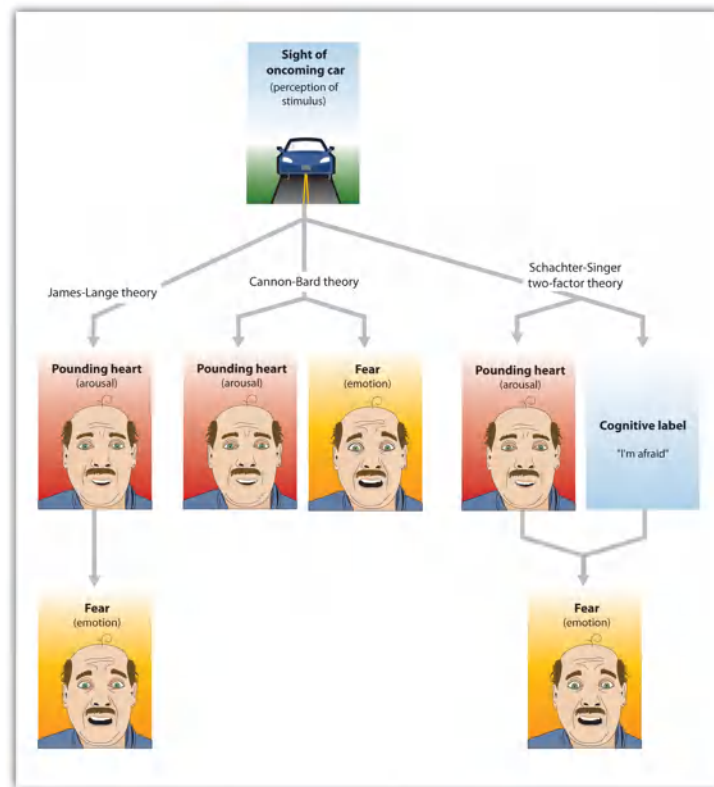 Sight of
oncoming car
(perception of
stimulus)
James-Lange theory
Cannon-Bard theory
Schachter-Singer
two-factor theory
Pounding heart
(arousal)
Pounding heart
(arousal)
Fear
(emotion)
Pounding heart
(arousal)
Cognitive label
"I'm afraid"
Fear
(emotion)
Fear
(emotion)